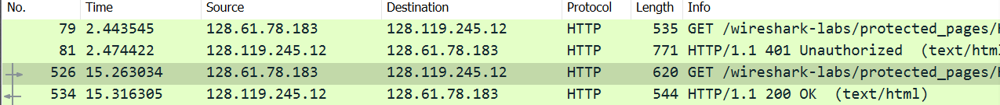 No. Time Source Destination Protocol Length Info
79 2.443545 128.61.78.183 128.119.245.12 HTTP 535 GET /wireshark-labs/protected_pages/
81 2.474422 128.119.245.12 128.61.78.183 HTTP 771 HTTP/1.1 401 Unauthorized (text/html
526 15.263034 128.61.78.183 128.119.245.12 HTTP 620 GET /wireshark-labs/protected_pages/
534 15.316305 128.119.245.12 128.61.78.183 HTTP 544 HTTP/1.1 200 OK (text/html)